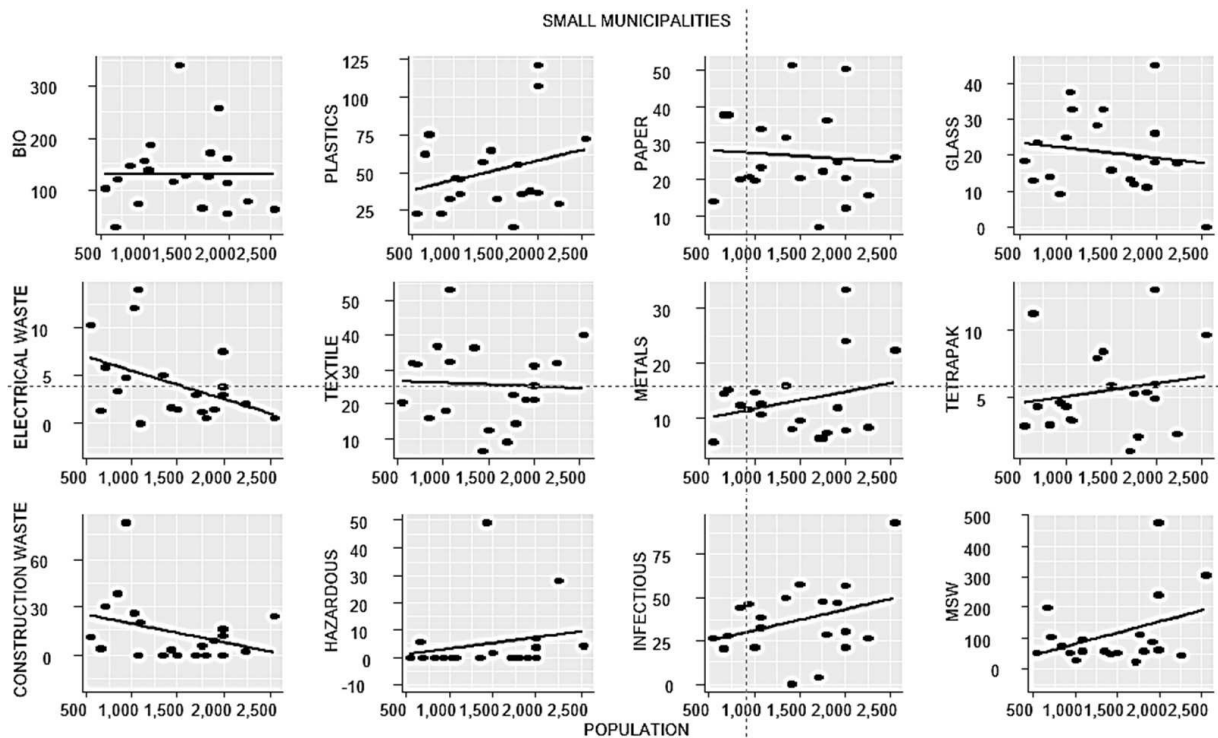 SMALL MUNICIPALITIES
BIO
300
200
100
500 1,000 1,500 2,000 2,500
PLASTICS
125
100
75
50
25
500 1,000 1,500 2,000 2,500
PAPER
50
40
30
20
10
500 1,000 1,500 2,000 2,500
GLASS
40
30
20
10
0
500 1,000 1,500 2,000 2,500
ELECTRICAL WASTE
10
5
0
500 1,000 1,500 2,000 2,500
TEXTILE
50
40
30
20
10
500 1,000 1,500 2,000 2,500
METALS
30
20
10
500 1,000 1,500 2,000 2,500
TETRAPAK
10
5
500 1,000 1,500 2,000 2,500
CONSTRUCTION WASTE
60
30
0
500 1,000 1,500 2,000 2,500
HAZARDOUS
50
40
30
20
10
0
-10
500 1,000 1,500 2,000 2,500
INFECTIOUS
75
50
25
0
500 1,000 1,500 2,000 2,500
MSW
500
400
300
200
100
0
500 1,000 1,500 2,000 2,500
POPULATION